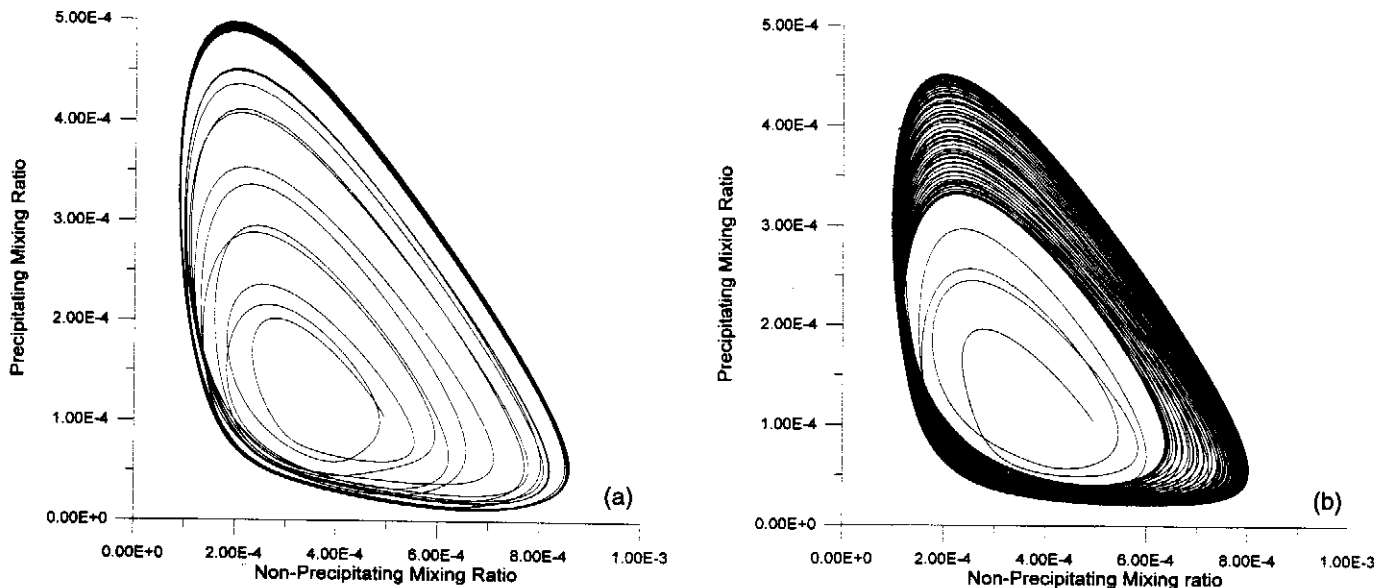 5.00E-4
4.00E-4
3.00E-4
2.00E-4
1.00E-4
0.00E+0
Precipitating Mixing Ratio
0.00E+0 2.00E-4 4.00E-4 6.00E-4 8.00E-4 1.00E-3
Non-Precipitating Mixing Ratio
(a)
5.00E-4
4.00E-4
3.00E-4
2.00E-4
1.00E-4
0.00E+0
Precipitating Mixing Ratio
0.00E+0 2.00E-4 4.00E-4 6.00E-4 8.00E-4 1.00E-3
Non-Precipitating Mixing ratio
(b)